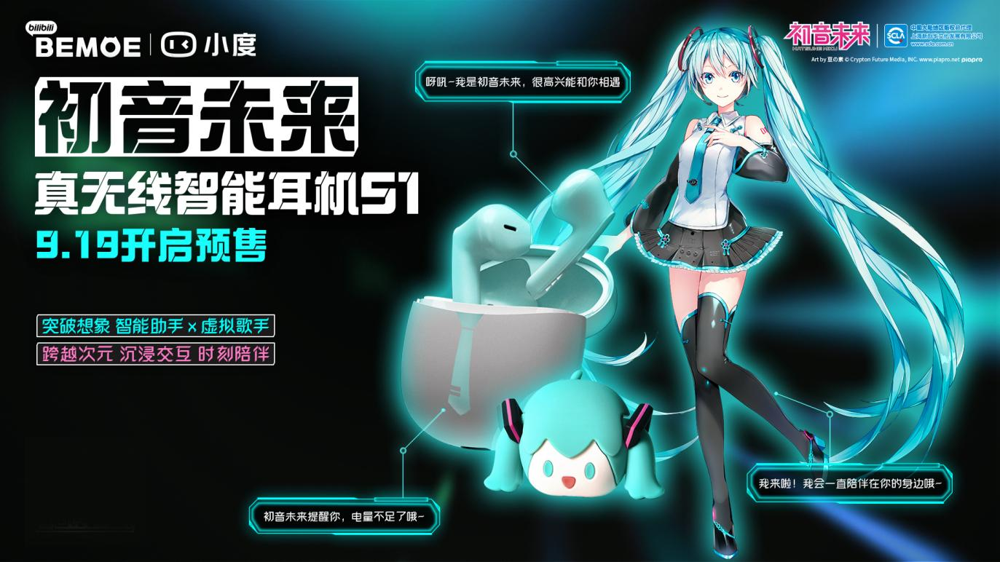 bilibili
BEMOE 小度
初音未来
真无线智能耳机S1
9.19开启预售
突破想象 智能助手 x 虚拟歌手
跨越次元 沉浸交互 时刻陪伴
呀吼~我是初音未来，很高兴能和你相遇
初音未来提醒你，电量不足了哦~
我来啦！我会一直陪伴在你的身边哦~
初音未来
HATSUNE MIKU
SCLA
中国大陆地区版权总代理
上海新创华文化发展有限公司
www.scla.com.cn
Art by 豆の素 © Crypton Future Media, INC. www.piapro.net piapro